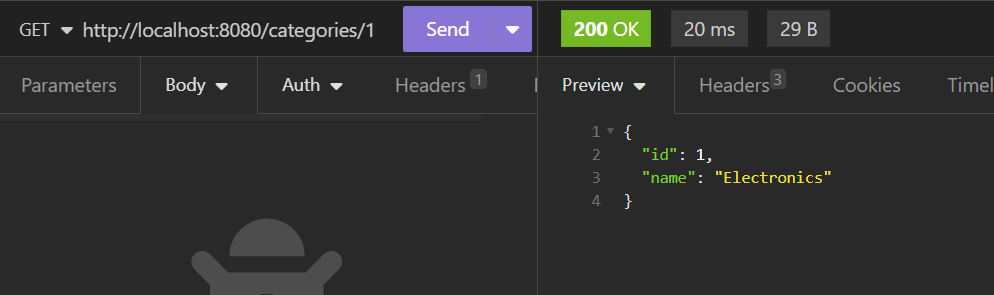 GET http://localhost:8080/categories/1 Send
200 OK 20 ms 29 B
Parameters Body Auth Headers 1
Preview Headers 3 Cookies Timel
1 {
2 "id": 1,
3 "name": "Electronics"
4 }